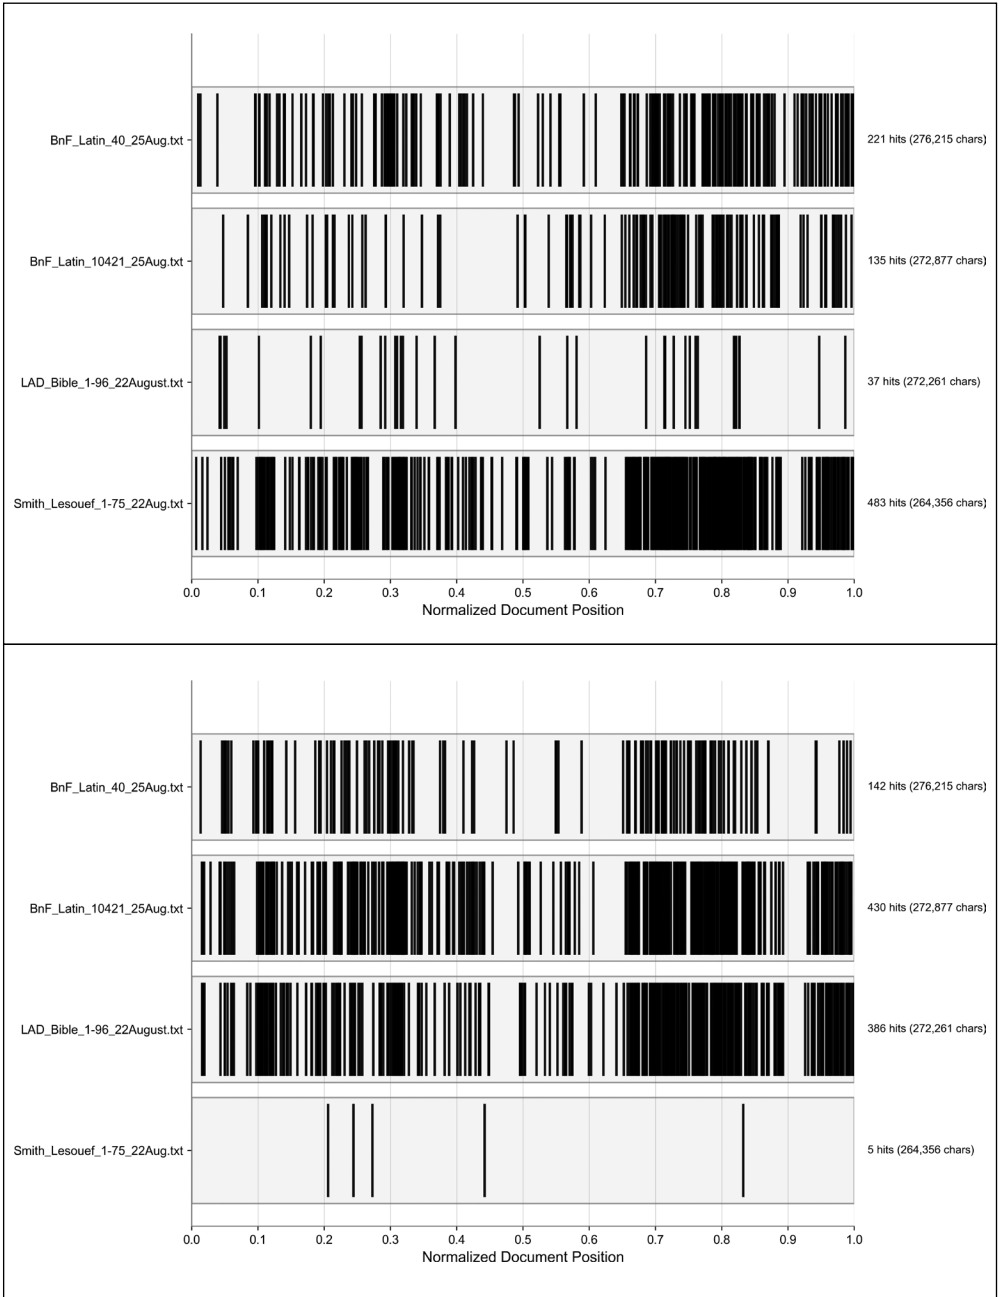 BnF_Latin_40_25Aug.txt
221 hits (276,215 chars)
BnF_Latin_10421_25Aug.txt
135 hits (272,877 chars)
LAD_Bible_1-96_22August.txt
37 hits (272,261 chars)
Smith_Lesouef_1-75_22Aug.txt
483 hits (264,356 chars)
0.0 0.1 0.2 0.3 0.4 0.5 0.6 0.7 0.8 0.9 1.0
Normalized Document Position
BnF_Latin_40_25Aug.txt
142 hits (276,215 chars)
BnF_Latin_10421_25Aug.txt
430 hits (272,877 chars)
LAD_Bible_1-96_22August.txt
386 hits (272,261 chars)
Smith_Lesouef_1-75_22Aug.txt
5 hits (264,356 chars)
0.0 0.1 0.2 0.3 0.4 0.5 0.6 0.7 0.8 0.9 1.0
Normalized Document Position